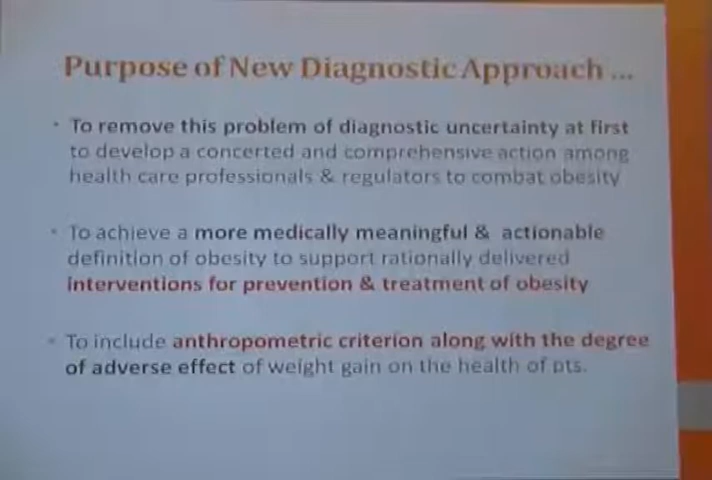 Purpose of New Diagnostic Approach ...
• To remove this problem of diagnostic uncertainty at first
to develop a concerted and comprehensive action among
health care professionals & regulators to combat obesity
• To achieve a more medically meaningful & actionable
definition of obesity to support rationally delivered
interventions for prevention & treatment of obesity
• To include anthropometric criterion along with the degree
of adverse effect of weight gain on the health of pts.